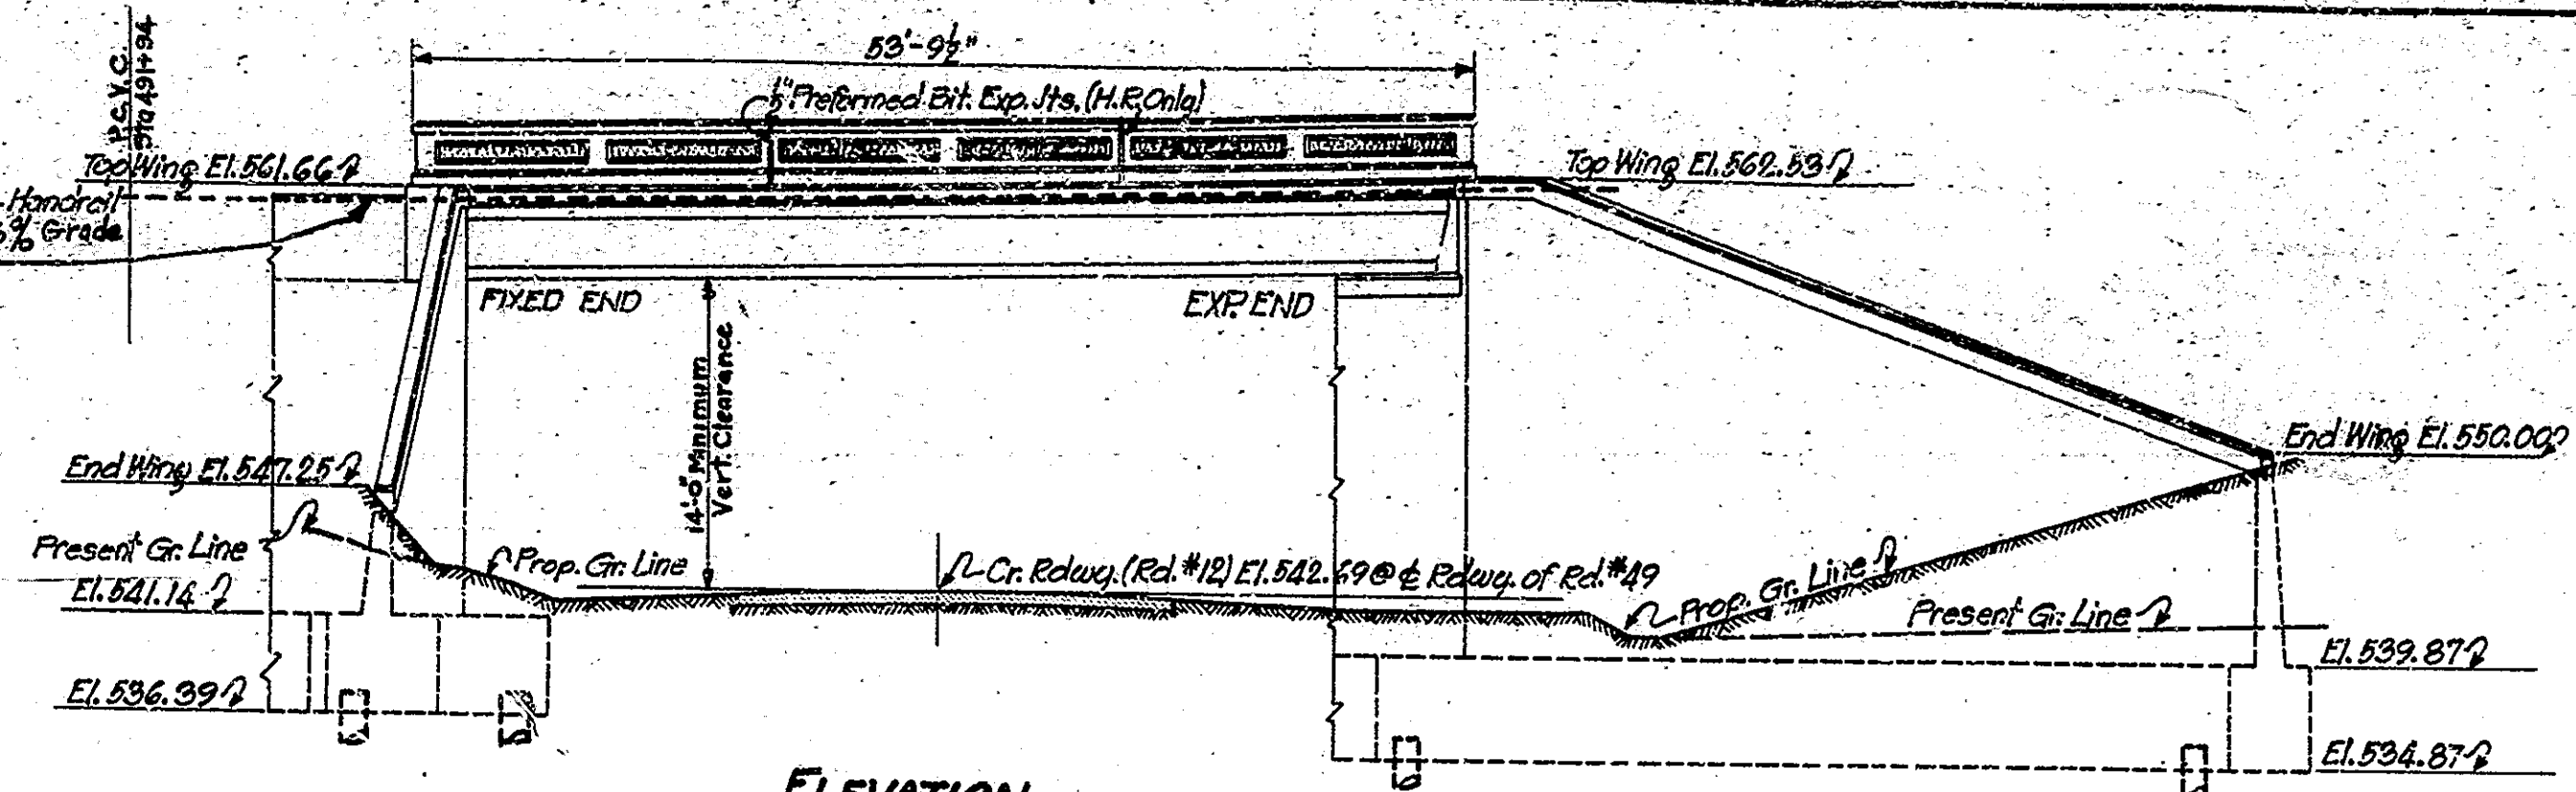 P.C.V.C.
Sta 491+94
53'-9½"
½" Preformed Bit. Exp. Jts. (H.R. Only)
Top Wing El. 561.66
Handrail
% Grade
Top Wing El. 562.53
FIXED END
EXP. END
14'-0" Minimum
Vert. Clearance
End Wing El. 547.25
End Wing El. 550.00
Present Gr. Line
Prop. Gr. Line
Cr. Rdwy. (Rd. #12) El. 542.69 @ ℄ Rdwy. of Rd. #49
Prop. Gr. Line
Present Gr. Line
El. 541.14
El. 539.87
El. 536.39
El. 534.87
ELEVATION